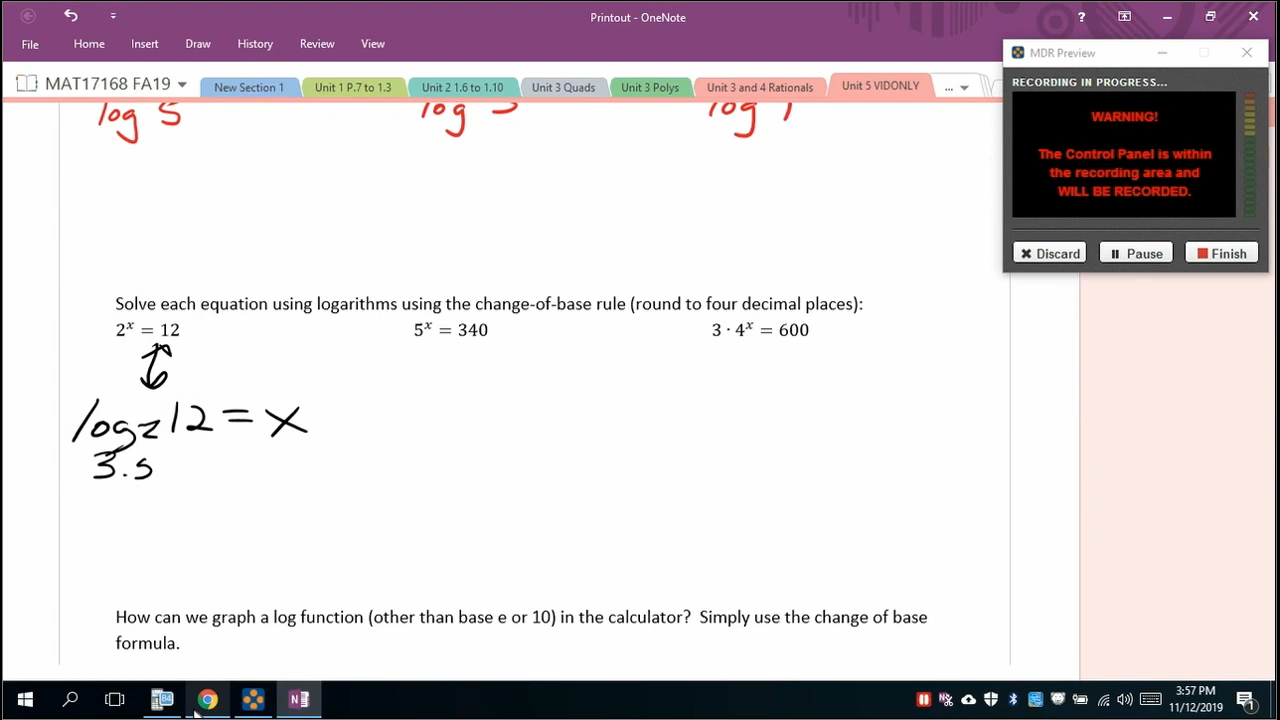 Printout - OneNote
?
File Home Insert Draw History Review View
MDR Preview
MAT17168 FA19 New Section 1 Unit 1 P.7 to 1.3 Unit 2 1.6 to 1.10 Unit 3 Quads Unit 3 Polys Unit 3 and 4 Rationals Unit 5 VIDONLY ...
RECORDING IN PROGRESS...
WARNING!
The Control Panel is within
the recording area and
WILL BE RECORDED.
Discard Pause Finish
log 5 log log
Solve each equation using logarithms using the change-of-base rule (round to four decimal places):
2ˣ = 12 5ˣ = 340 3 · 4ˣ = 600
log₂12 = x
3.5
How can we graph a log function (other than base e or 10) in the calculator? Simply use the change of base
formula.
3:57 PM
11/12/2019
1